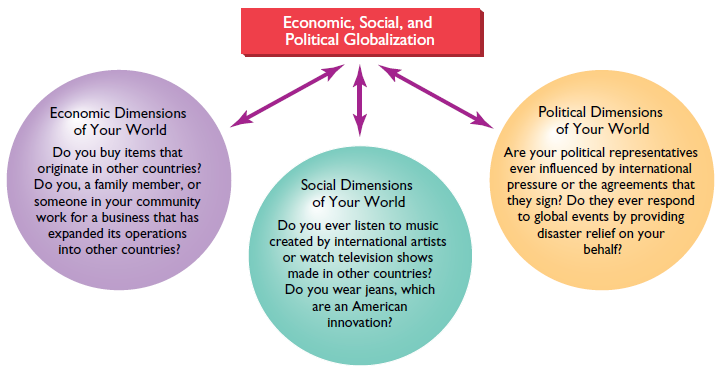 Economic, Social, and
Political Globalization
Economic Dimensions
of Your World
Do you buy items that
originate in other countries?
Do you, a family member, or
someone in your community
work for a business that has
expanded its operations
into other countries?
Social Dimensions
of Your World
Do you ever listen to music
created by international artists
or watch television shows
made in other countries?
Do you wear jeans, which
are an American
innovation?
Political Dimensions
of Your World
Are your political representatives
ever influenced by international
pressure or the agreements that
they sign? Do they ever respond
to global events by providing
disaster relief on your
behalf?